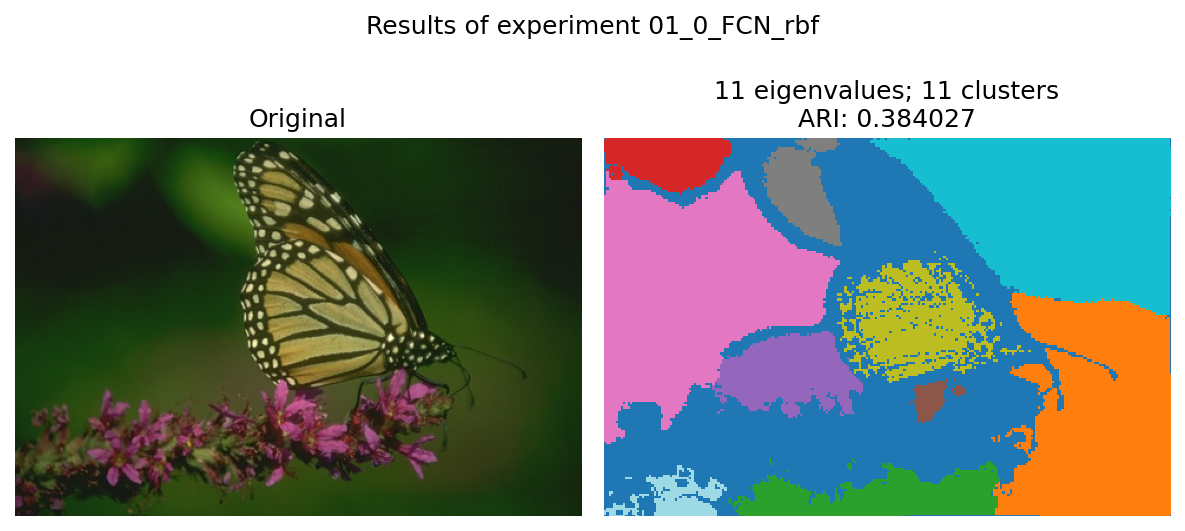 Results of experiment 01_0_FCN_rbf
Original
11 eigenvalues; 11 clusters
ARI: 0.384027